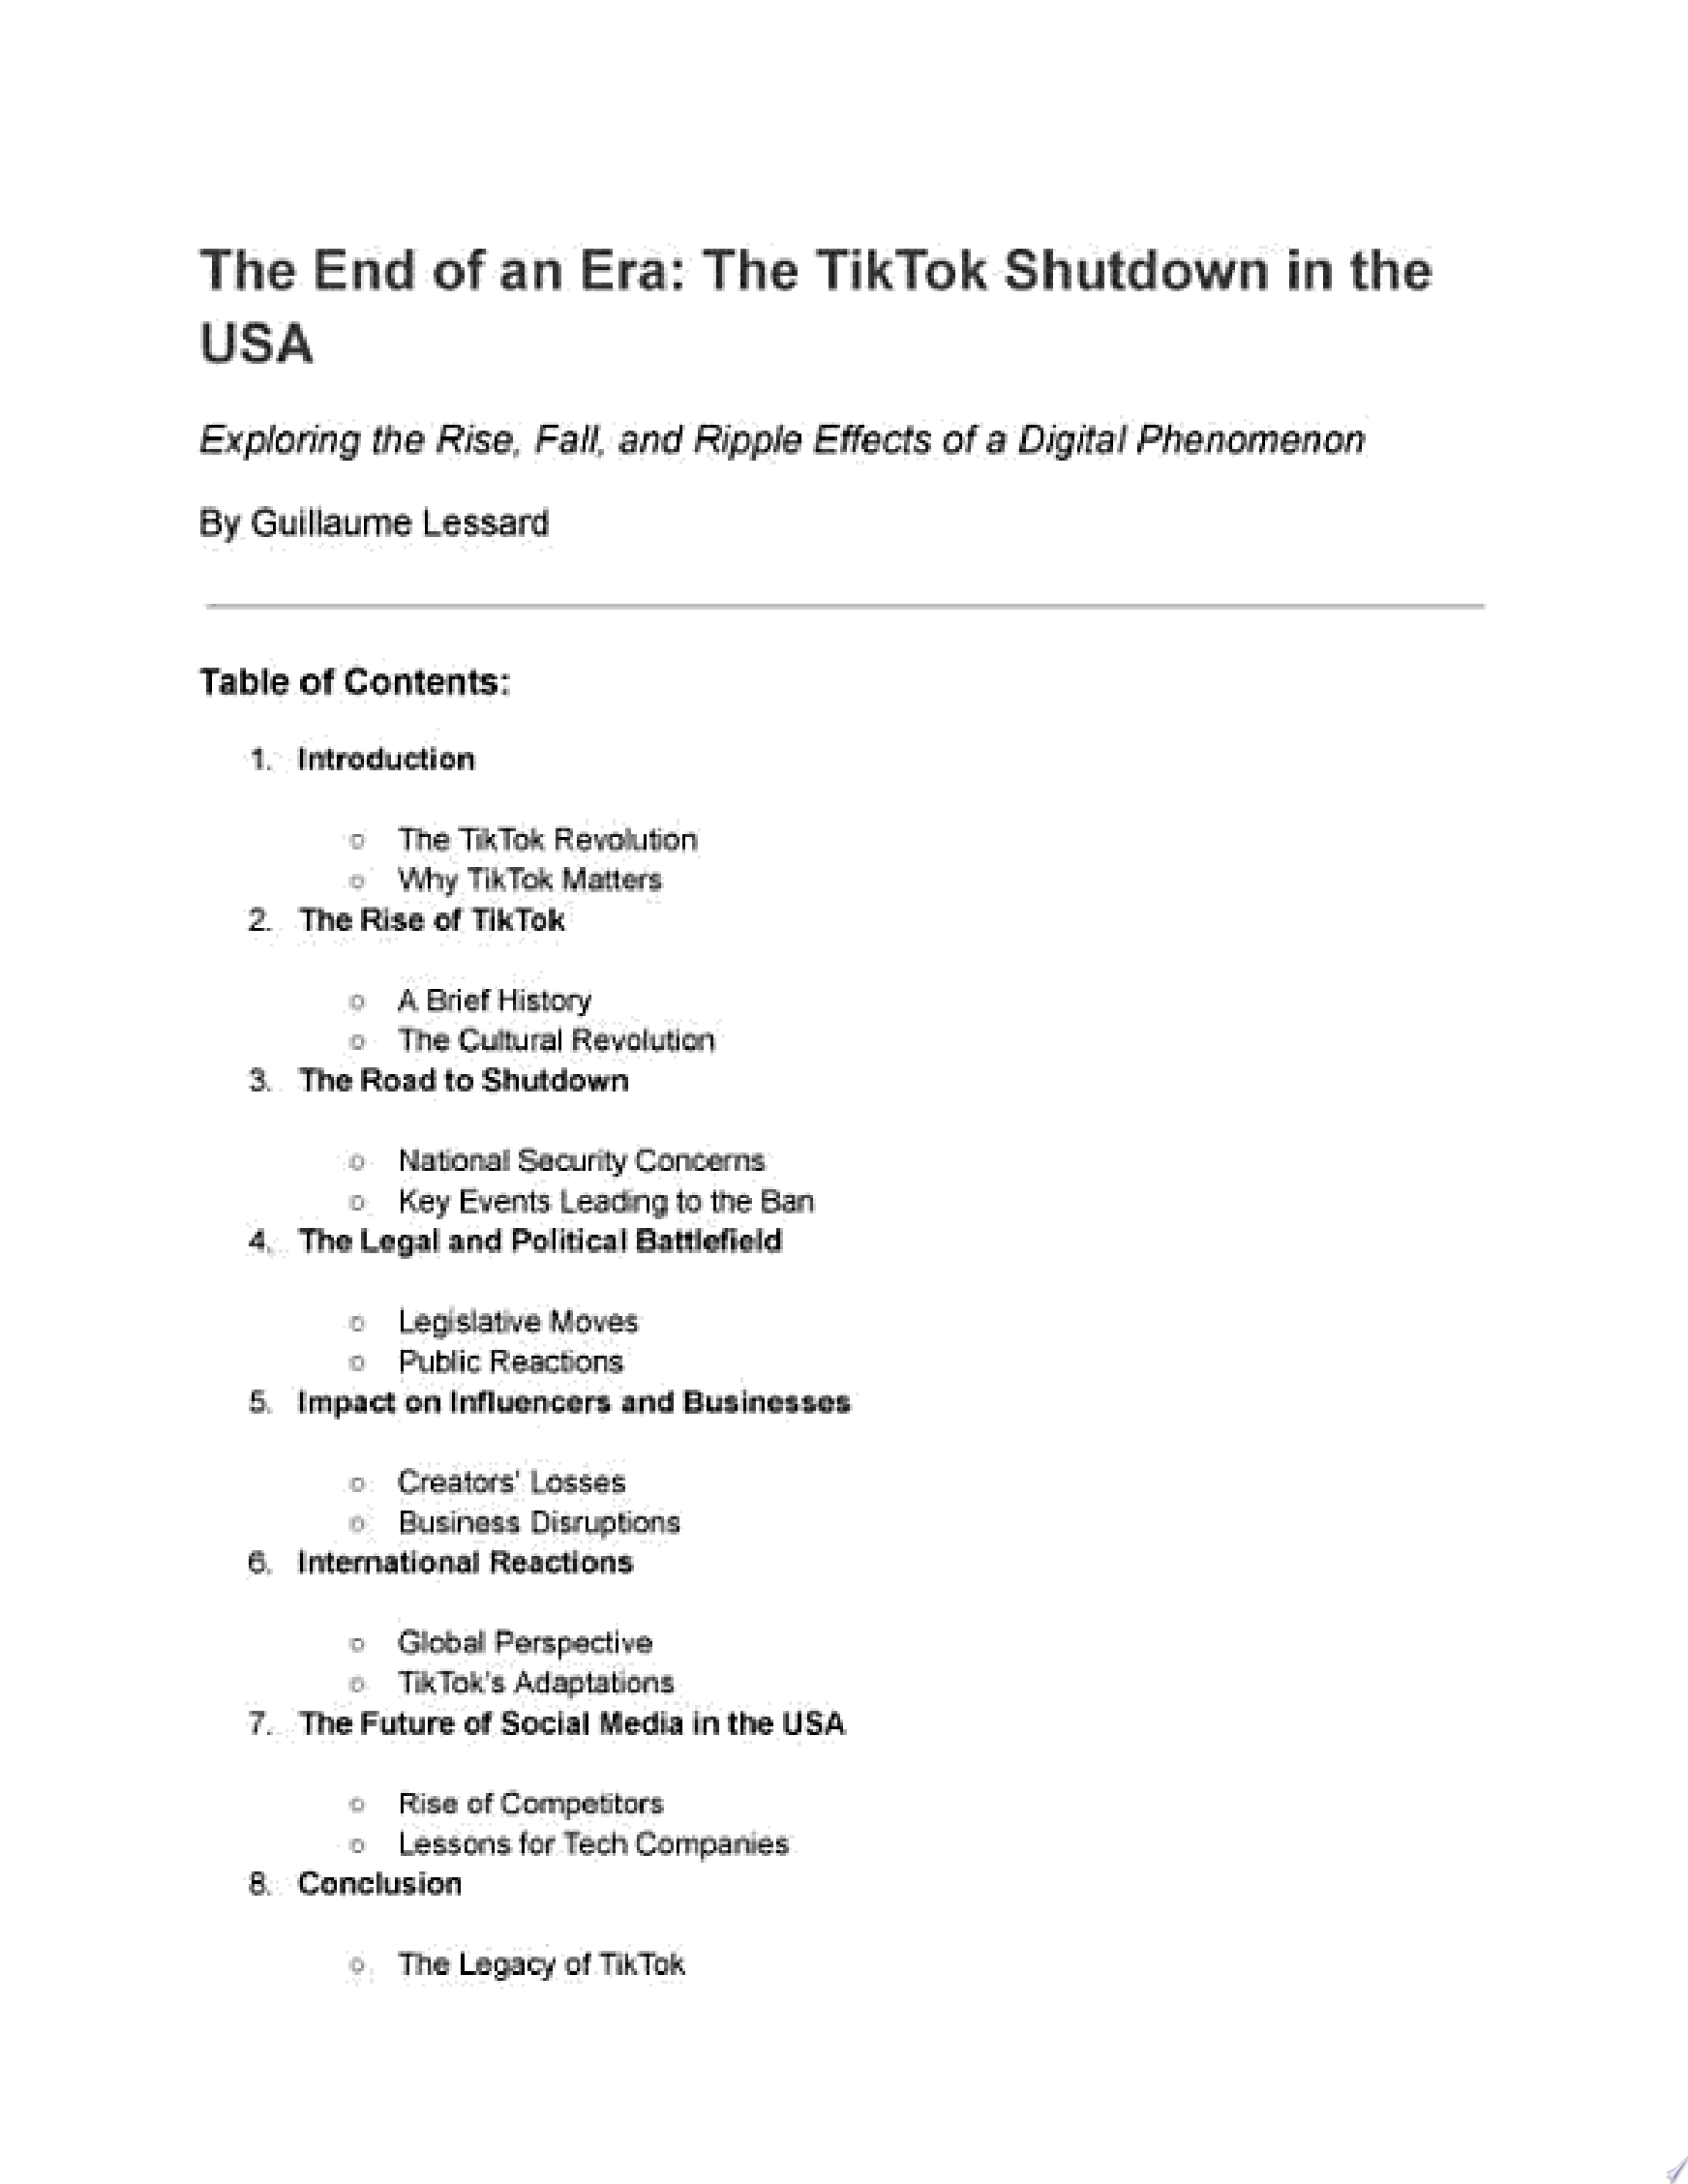 The End of an Era: The TikTok Shutdown in the
USA
Exploring the Rise, Fall, and Ripple Effects of a Digital Phenomenon
By Guillaume Lessard
Table of Contents:
1. Introduction
○ The TikTok Revolution
○ Why TikTok Matters
2. The Rise of TikTok
○ A Brief History
○ The Cultural Revolution
3. The Road to Shutdown
○ National Security Concerns
○ Key Events Leading to the Ban
4. The Legal and Political Battlefield
○ Legislative Moves
○ Public Reactions
5. Impact on Influencers and Businesses
○ Creators' Losses
○ Business Disruptions
6. International Reactions
○ Global Perspective
○ TikTok's Adaptations
7. The Future of Social Media in the USA
○ Rise of Competitors
○ Lessons for Tech Companies
8. Conclusion
○ The Legacy of TikTok